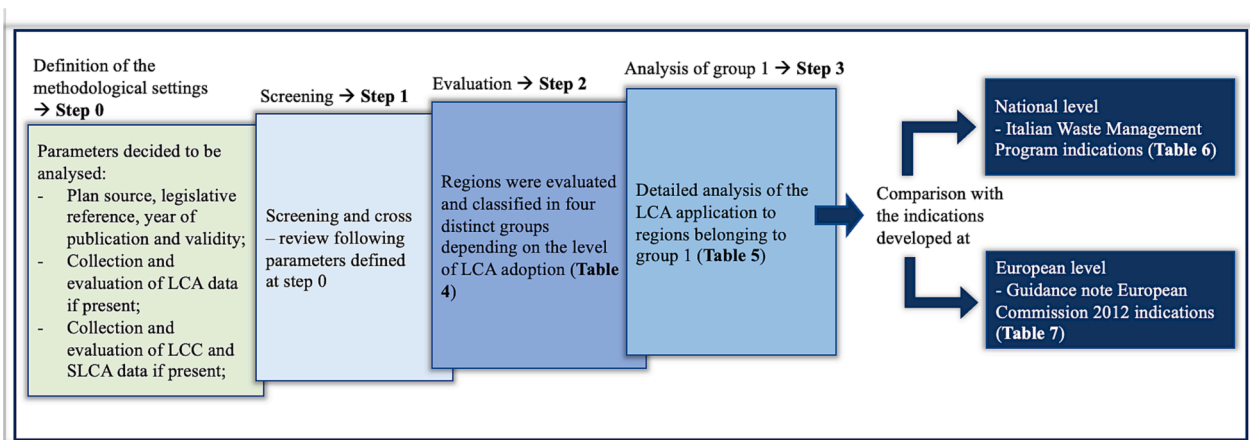 Definition of the
methodological settings
→ Step 0
Parameters decided to be
analysed:
- Plan source, legislative
reference, year of
publication and validity;
- Collection and
evaluation of LCA data
if present;
- Collection and
evaluation of LCC and
SLCA data if present;
Screening → Step 1
Screening and cross
– review following
parameters defined
at step 0
Evaluation → Step 2
Regions were evaluated
and classified in four
distinct groups
depending on the level
of LCA adoption (Table
4)
Analysis of group 1 → Step 3
Detailed analysis of the
LCA application to
regions belonging to
group 1 (Table 5)
Comparison with
the indications
developed at
National level
- Italian Waste Management
Program indications (Table 6)
European level
- Guidance note European
Commission 2012 indications
(Table 7)